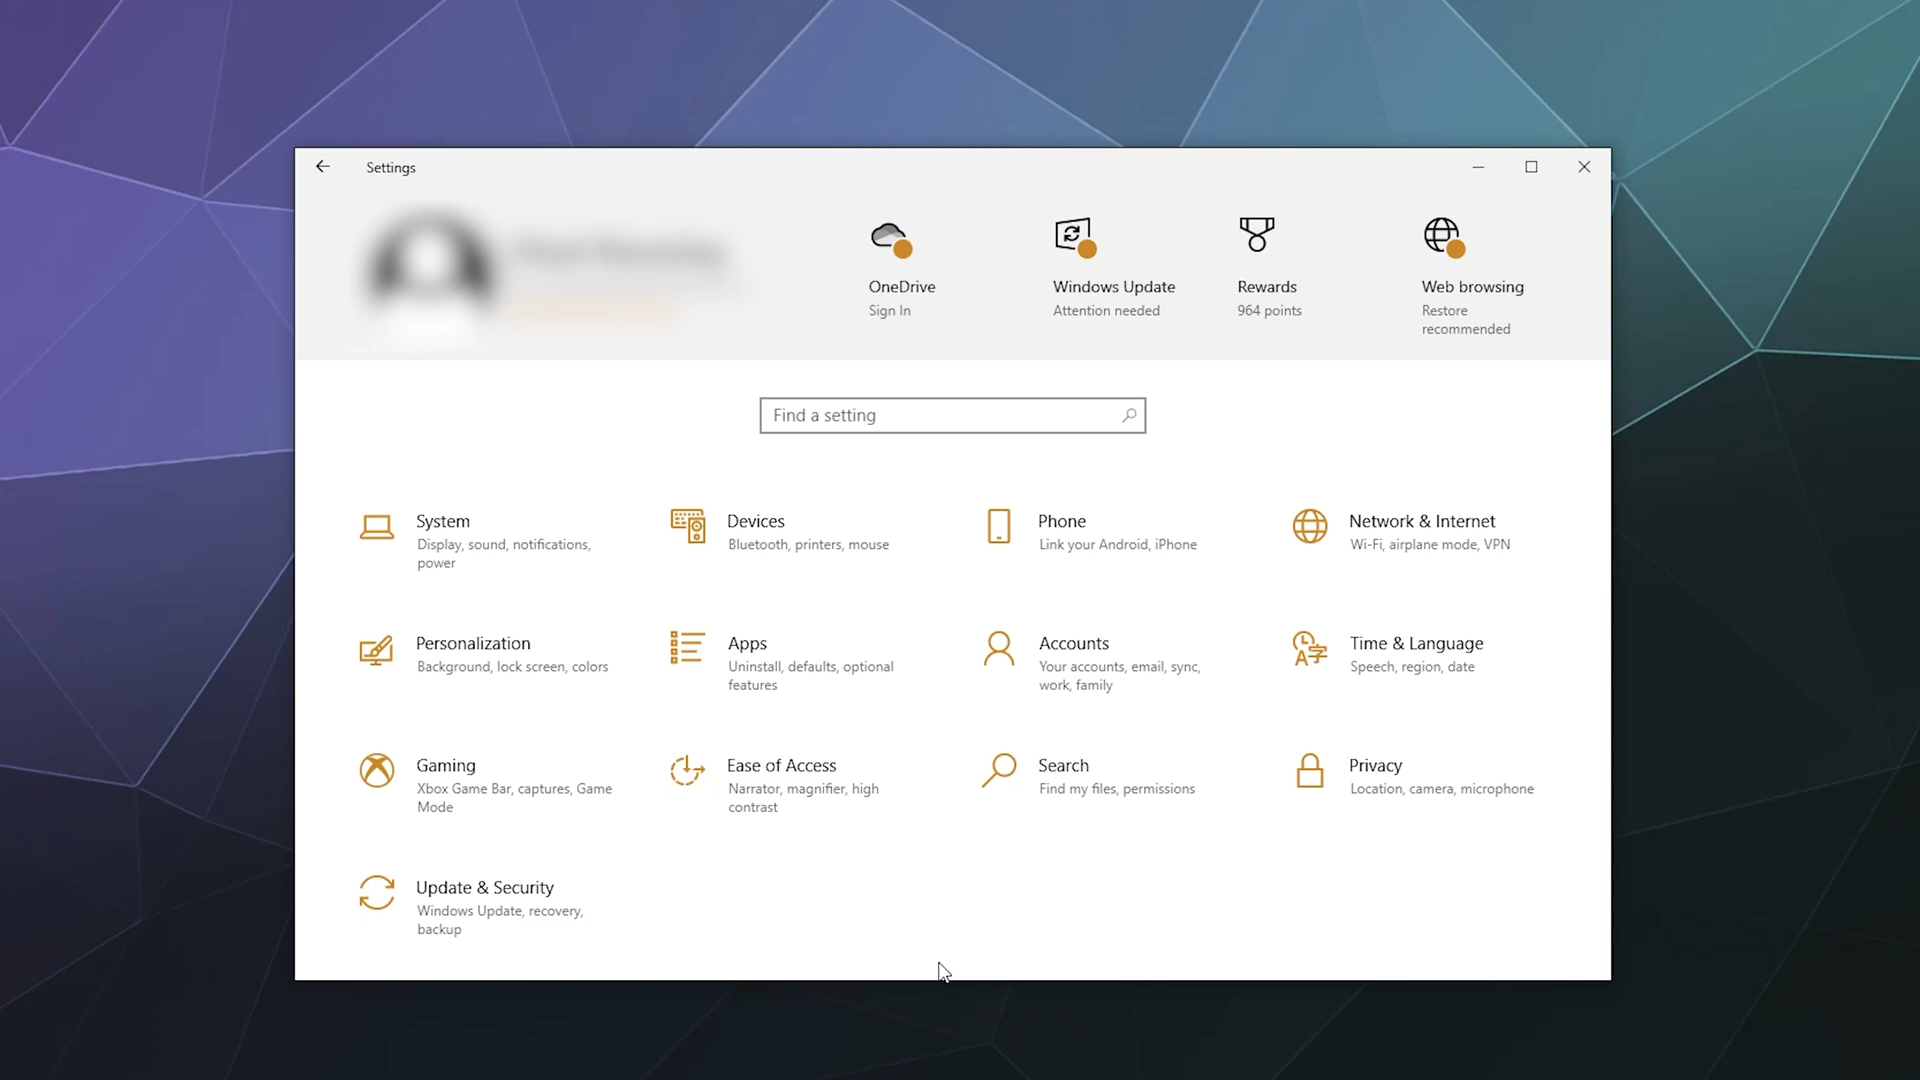 Settings
OneDrive
Sign In
Windows Update
Attention needed
Rewards
964 points
Web browsing
Restore
recommended
Find a setting
System
Display, sound, notifications,
power
Devices
Bluetooth, printers, mouse
Phone
Link your Android, iPhone
Network & Internet
Wi-Fi, airplane mode, VPN
Personalization
Background, lock screen, colors
Apps
Uninstall, defaults, optional
features
Accounts
Your accounts, email, sync,
work, family
Time & Language
Speech, region, date
Gaming
Xbox Game Bar, captures, Game
Mode
Ease of Access
Narrator, magnifier, high
contrast
Search
Find my files, permissions
Privacy
Location, camera, microphone
Update & Security
Windows Update, recovery,
backup